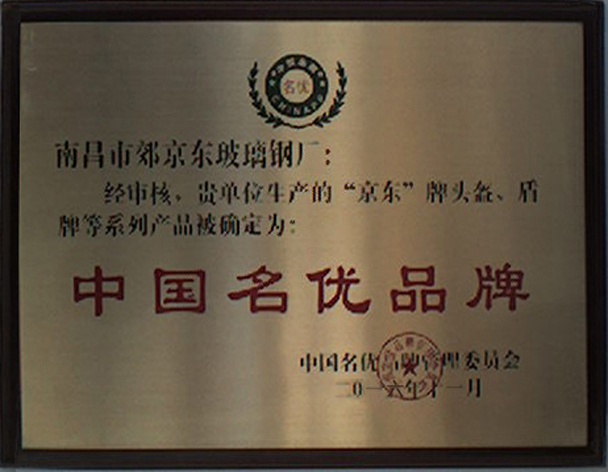 名优
CHINAPP
南昌市郊京东玻璃钢厂：
经审核，贵单位生产的“京东”牌头盔、盾
牌等系列产品被确定为：
中国名优品牌
中国名优品牌管理委员会
二0一六年十一月